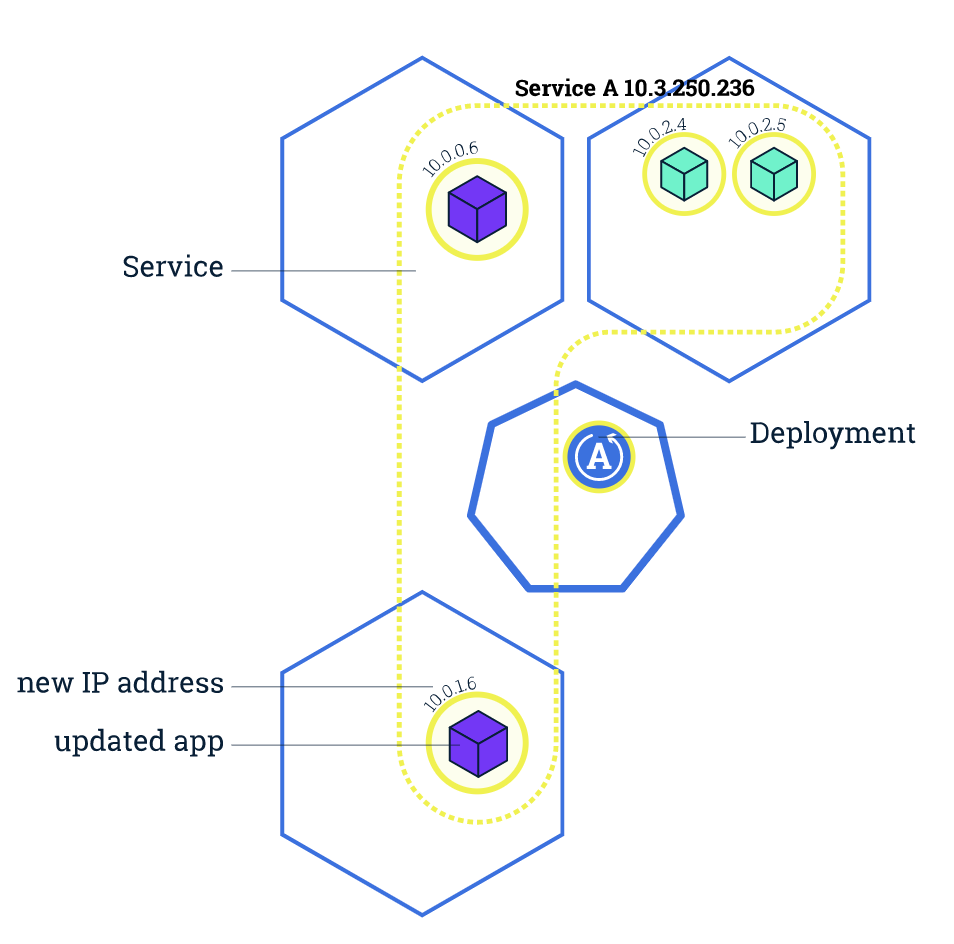 Service A 10.3.250.236
10.0.0.6
10.0.2.4
10.0.2.5
Service
Deployment
A
new IP address
10.0.1.6
updated app